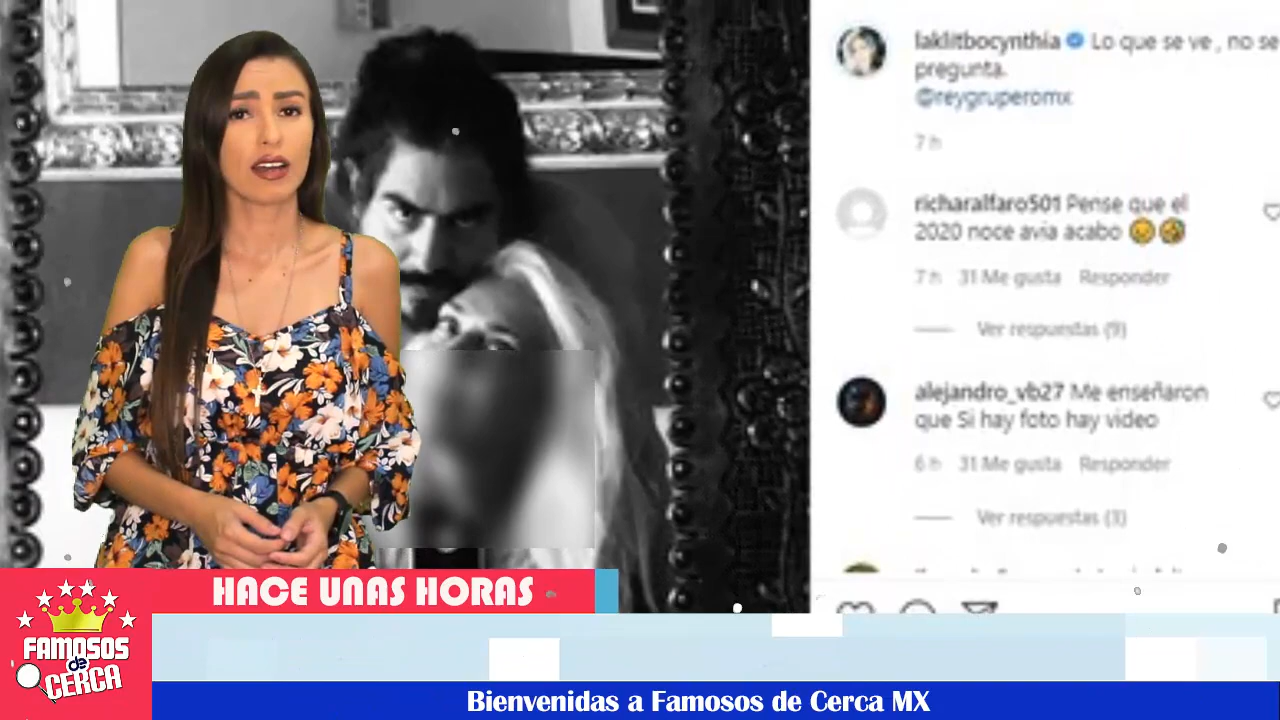 laklitbocynthia Lo que se ve , no se
pregunta.
@reygruperomx
7 h
richaralfaro501 Pense que el
2020 noce avia acabo 😔🤣
7 h 31 Me gusta Responder
Ver respuestas (9)
alejandro_vb27 Me enseñaron
que Si hay foto hay video
6 h 31 Me gusta Responder
Ver respuestas (3)
HACE UNAS HORAS
FAMOSOS
de
CERCA
Bienvenidas a Famosos de Cerca MX